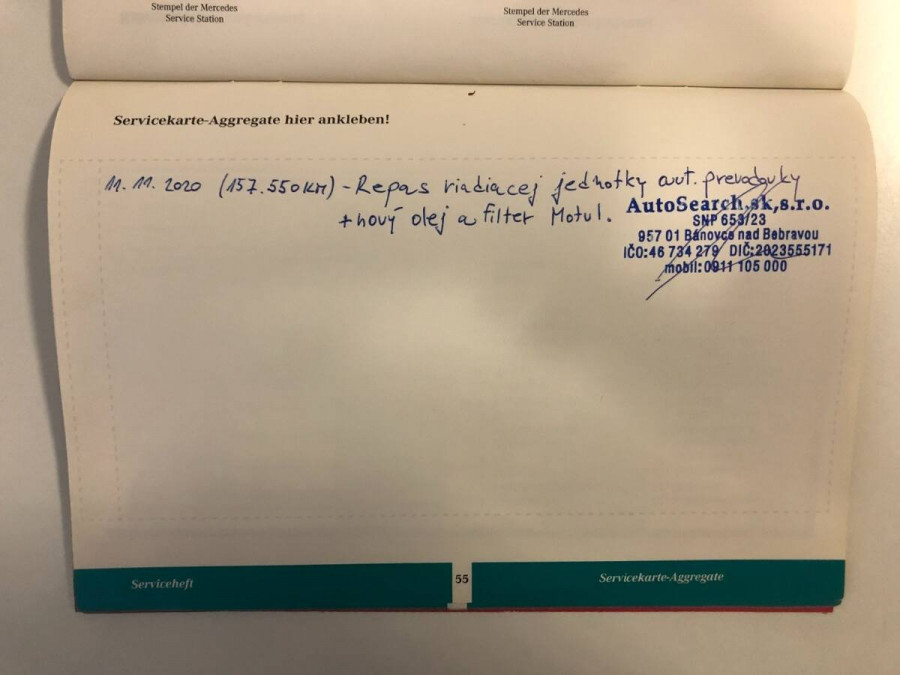 Stempel der Mercedes
Service Station
Stempel der Mercedes
Service Station
Servicekarte-Aggregate hier ankleben!
11. 11. 2020 (157.550KM) - Repas riadiacej jednotky aut. prevodovky
+ nový olej a filter Motul.
AutoSearch.sk,s.r.o.
SNP 653/23
957 01 Bánovce nad Bebravou
IČO:46 734 279 DIČ:2023555171
mobil: 0911 105 000
Serviceheft
55
Servicekarte-Aggregate